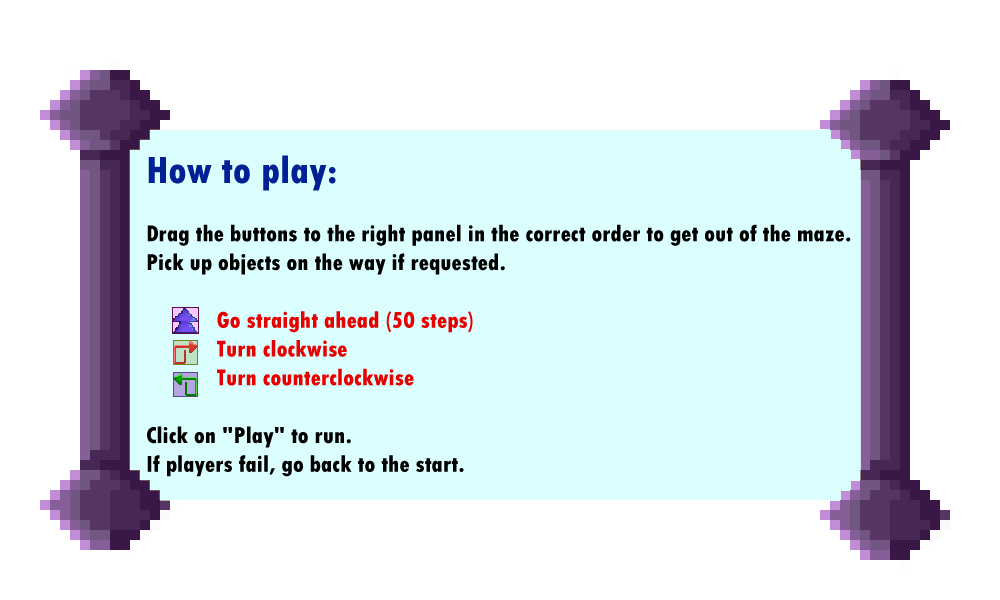 How to play:
Drag the buttons to the right panel in the correct order to get out of the maze.
Pick up objects on the way if requested.
Go straight ahead (50 steps)
Turn clockwise
Turn counterclockwise
Click on "Play" to run.
If players fail, go back to the start.